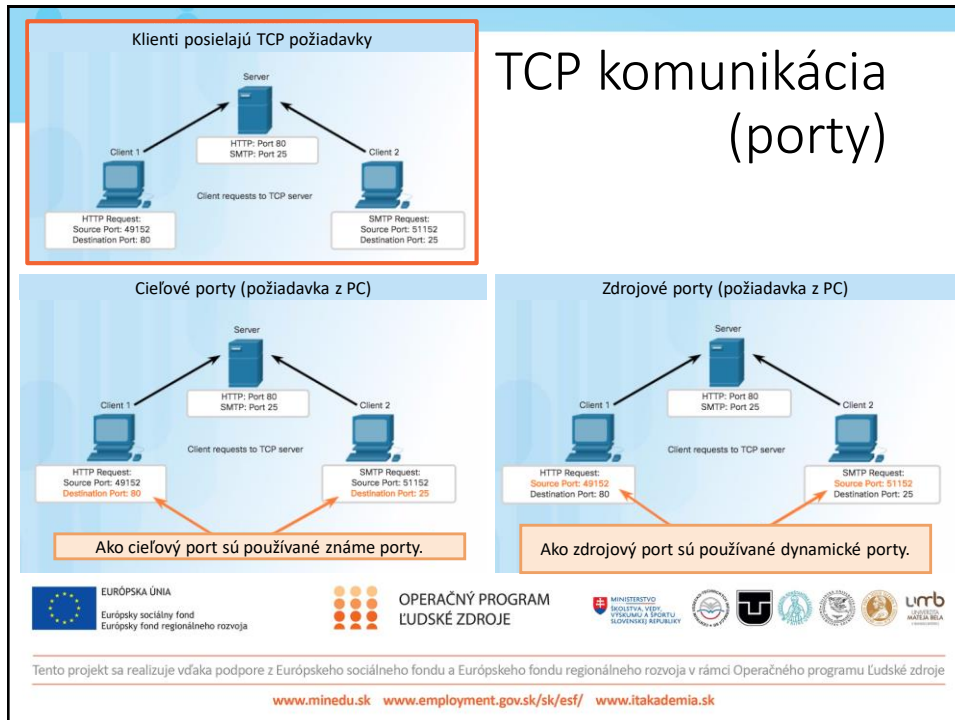 Klienti posielajú TCP požiadavky
Server
HTTP: Port 80
SMTP: Port 25
Client 1
Client 2
Client requests to TCP server
HTTP Request:
Source Port: 49152
Destination Port: 80
SMTP Request:
Source Port: 51152
Destination Port: 25
TCP komunikácia
(porty)
Cieľové porty (požiadavka z PC)
Server
HTTP: Port 80
SMTP: Port 25
Client 1
Client 2
Client requests to TCP server
HTTP Request:
Source Port: 49152
Destination Port: 80
SMTP Request:
Source Port: 51152
Destination Port: 25
Ako cieľový port sú používané známe porty.
Zdrojové porty (požiadavka z PC)
Server
HTTP: Port 80
SMTP: Port 25
Client 1
Client 2
Client requests to TCP server
HTTP Request:
Source Port: 49152
Destination Port: 80
SMTP Request:
Source Port: 51152
Destination Port: 25
Ako zdrojový port sú používané dynamické porty.
EURÓPSKA ÚNIA
Európsky sociálny fond
Európsky fond regionálneho rozvoja
OPERAČNÝ PROGRAM
ĽUDSKÉ ZDROJE
MINISTERSTVO
ŠKOLSTVA, VEDY,
VÝSKUMU A ŠPORTU
SLOVENSKEJ REPUBLIKY
umb
UNIVERZITA
MATEJA BELA
Tento projekt sa realizuje vďaka podpore z Európskeho sociálneho fondu a Európskeho fondu regionálneho rozvoja v rámci Operačného programu Ľudské zdroje
www.minedu.sk www.employment.gov.sk/sk/esf/ www.itakademia.sk